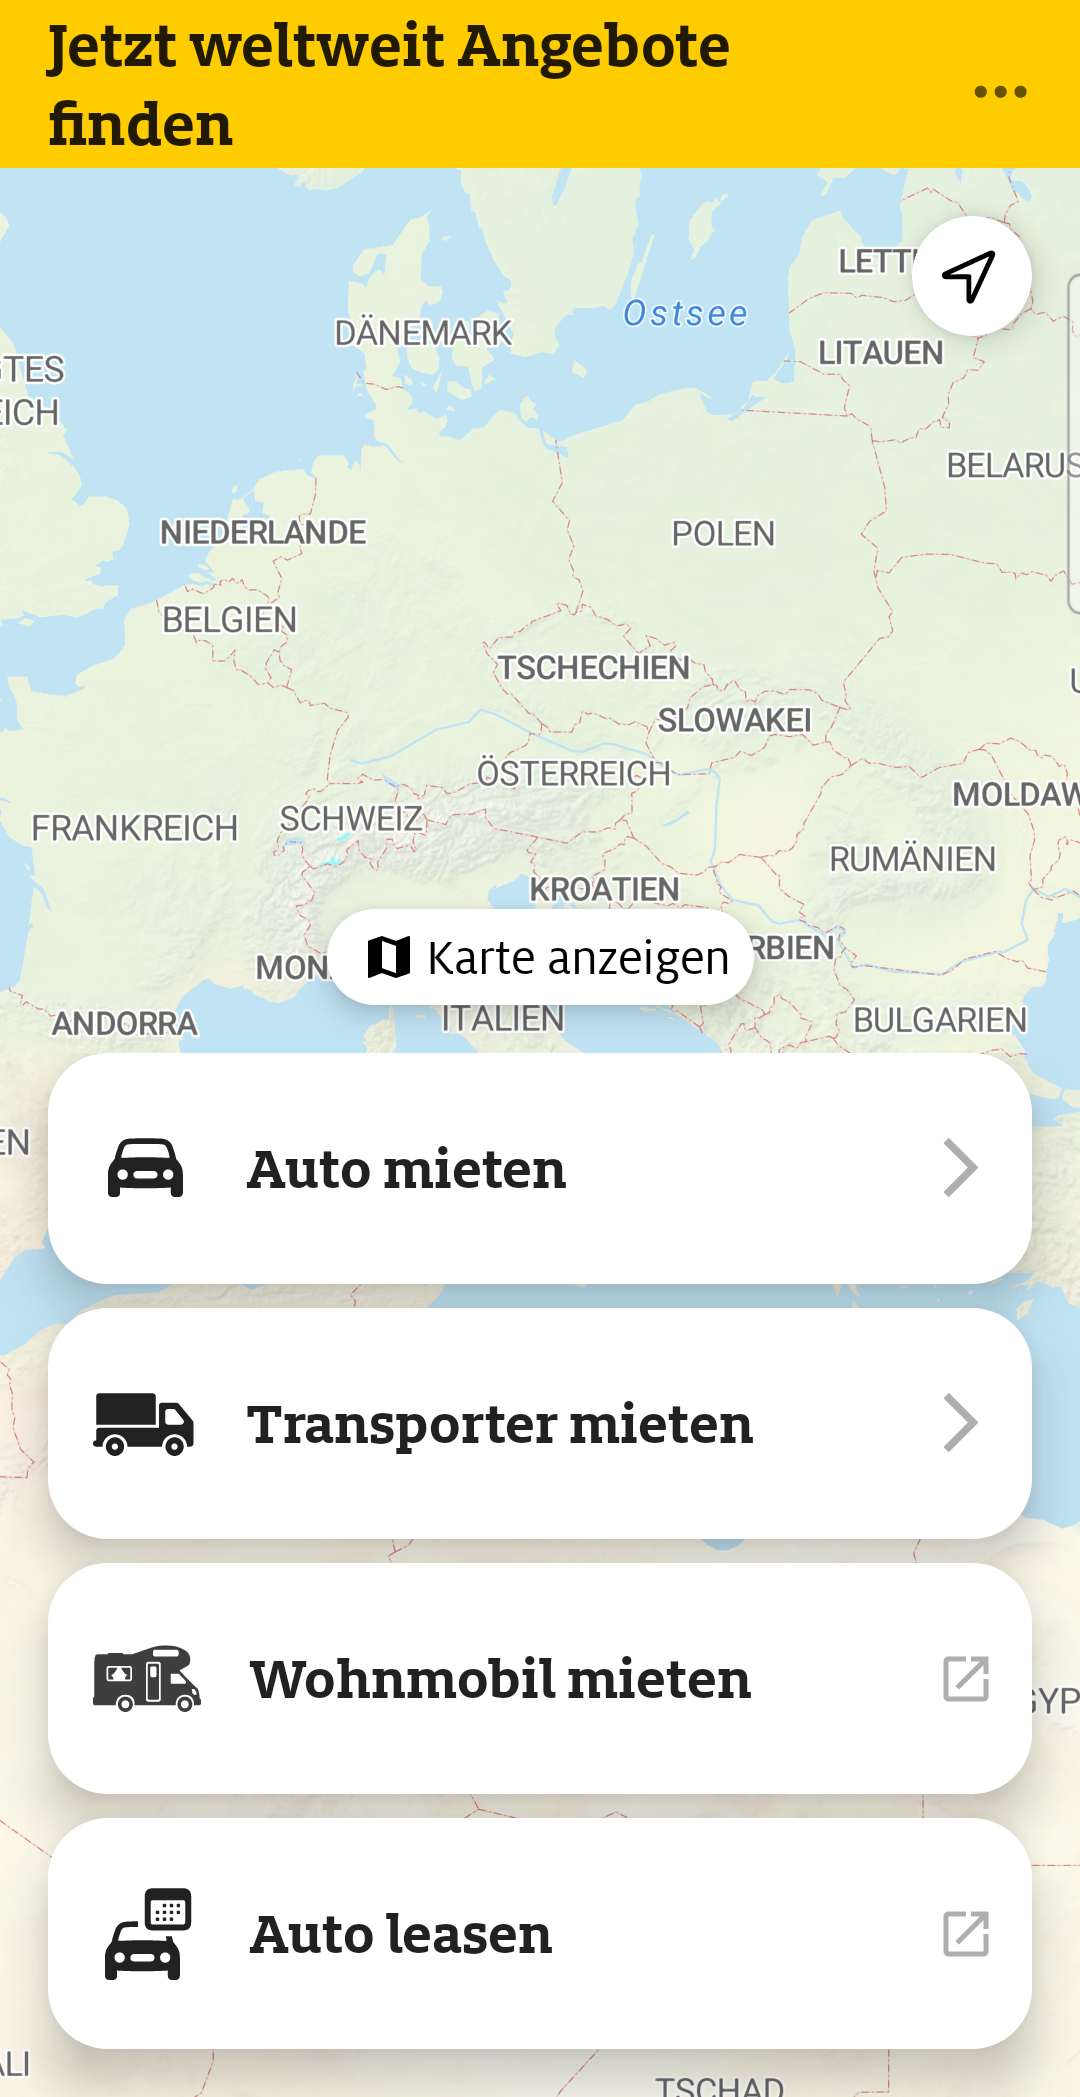 Jetzt weltweit Angebote
finden
LETT
Ostsee
DÄNEMARK
LITAUEN
TES
ICH
BELARUS
NIEDERLANDE
POLEN
BELGIEN
TSCHECHIEN
SLOWAKEI
ÖSTERREICH
MOLDAW
SCHWEIZ
FRANKREICH
RUMÄNIEN
KROATIEN
RBIEN
Karte anzeigen
MON
ITALIEN
BULGARIEN
ANDORRA
EN
Auto mieten
Transporter mieten
Wohnmobil mieten
GYP
Auto leasen
ALI
TSCHAD